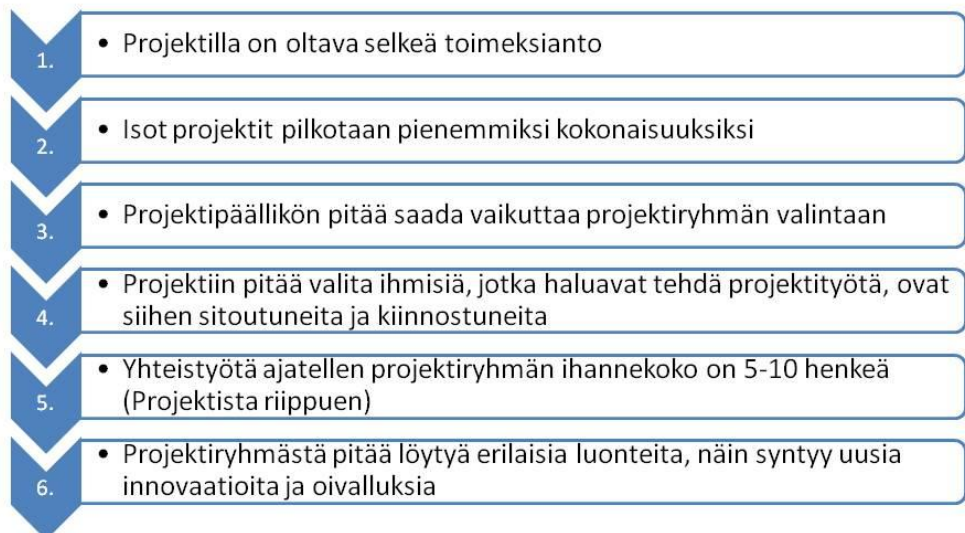 1.
• Projektilla on oltava selkeä toimeksianto
2.
• Isot projektit pilkotaan pienemmiksi kokonaisuuksiksi
3.
• Projektipäällikön pitää saada vaikuttaa projektiryhmän valintaan
4.
• Projektiin pitää valita ihmisiä, jotka haluavat tehdä projektityötä, ovat
siihen sitoutuneita ja kiinnostuneita
5.
• Yhteistyötä ajatellen projektiryhmän ihannekoko on 5-10 henkeä
(Projektista riippuen)
6.
• Projektiryhmästä pitää löytyä erilaisia luonteita, näin syntyy uusia
innovaatioita ja oivalluksia